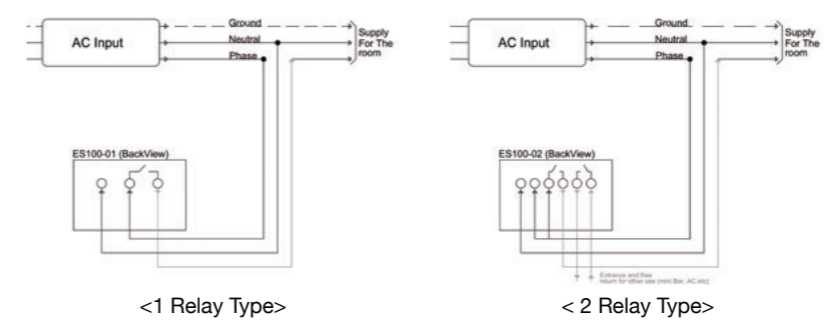 AC Input
Ground
Neutral
Phase
Supply
For The
room
ES100-01 (BackView)
<1 Relay Type>
AC Input
Ground
Neutral
Phase
Supply
For The
room
ES100-02 (BackView)
Entrance and free
return for other use (mini Bar, AC etc)
< 2 Relay Type>